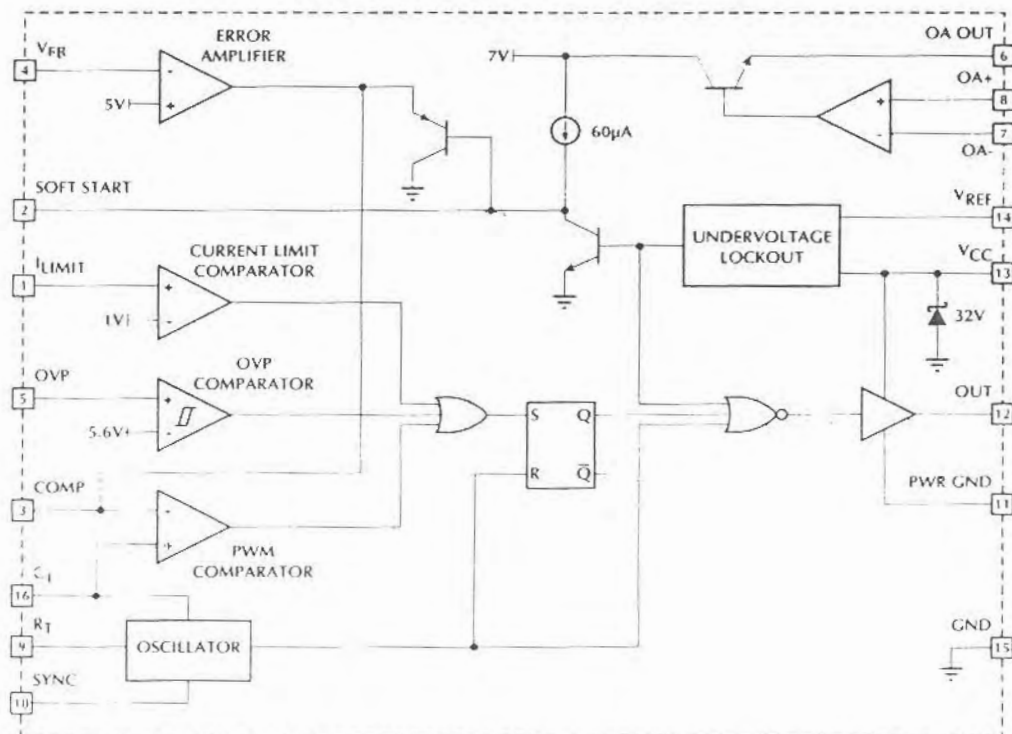 VFB
4
ERROR
AMPLIFIER
5V
7V
60µA
OA OUT
6
OA+
8
7
OA-
SOFT START
2
ILIMIT
1
CURRENT LIMIT
COMPARATOR
1V
UNDERVOLTAGE
LOCKOUT
VREF
14
VCC
13
32V
OVP
5
OVP
COMPARATOR
5.6V
S Q
R Q̅
OUT
12
COMP
3
PWM
COMPARATOR
PWR GND
11
16
RT
9
OSCILLATOR
SYNC
10
GND
15